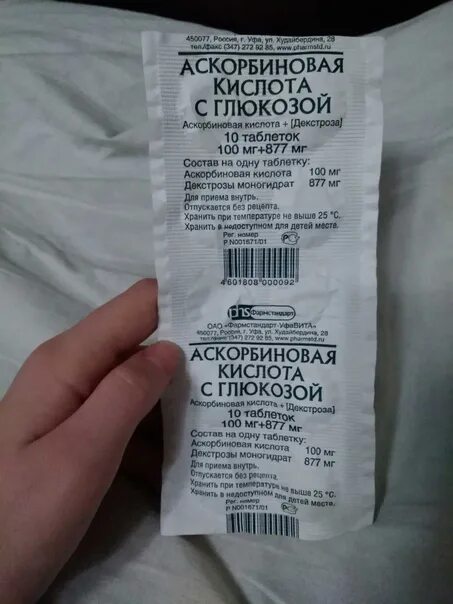 450077, Россия, г. Уфа, ул. Худайбердина, 28
тел./факс (347) 272 92 85, www.pharmstd.ru
АСКОРБИНОВАЯ
КИСЛОТА
С ГЛЮКОЗОЙ
Аскорбиновая кислота + [Декстроза]
10 таблеток
100 мг+877 мг
Состав на одну таблетку:
Аскорбиновая кислота 100 мг
Декстрозы моногидрат 877 мг
Для приема внутрь.
Отпускается без рецепта.
Хранить при температуре не выше 25 °С.
Хранить в недоступном для детей месте.
Рег. номер
Р N001671/01
4601808000092
phs Фармстандарт
ОАО «Фармстандарт-УфаВИТА»
450077, Россия, г. Уфа, ул. Худайбердина, 28
тел./факс (347) 272 92 85, www.pharmstd.ru
АСКОРБИНОВАЯ
КИСЛОТА
С ГЛЮКОЗОЙ
Аскорбиновая кислота + [Декстроза]
10 таблеток
100 мг+877 мг
Состав на одну таблетку:
Аскорбиновая кислота 100 мг
Декстрозы моногидрат 877 мг
Для приема внутрь.
Отпускается без рецепта.
Хранить при температуре не выше 25 °С.
Хранить в недоступном для детей месте.
Рег. номер
Р N001671/01